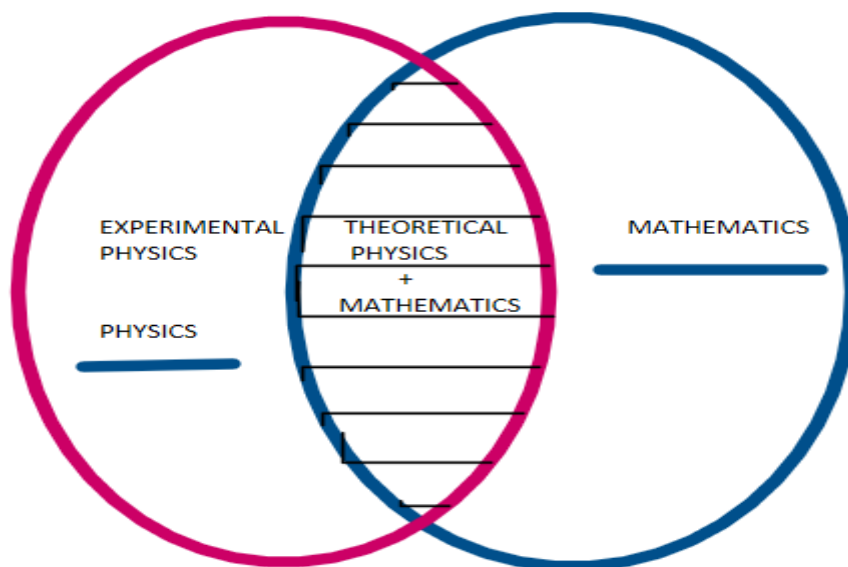 EXPERIMENTAL
PHYSICS
PHYSICS
THEORETICAL
PHYSICS
+
MATHEMATICS
MATHEMATICS